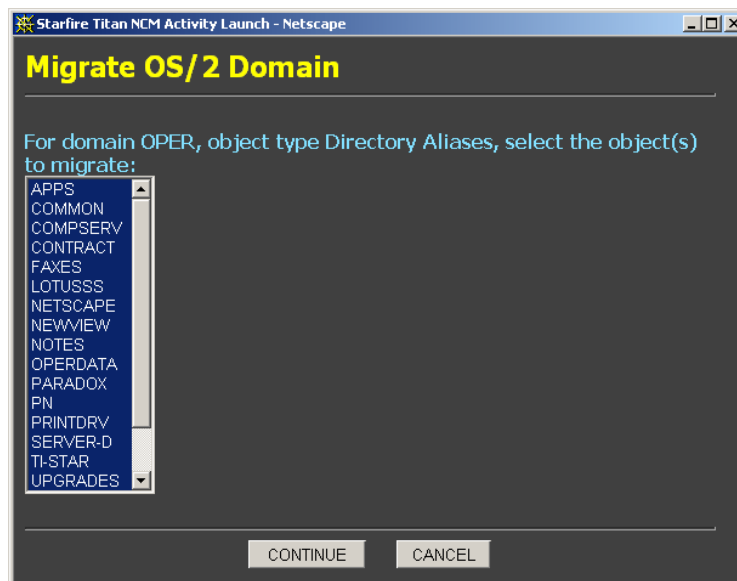 Starfire Titan NCM Activity Launch - Netscape
Migrate OS/2 Domain
For domain OPER, object type Directory Aliases, select the object(s)
to migrate:
APPS
COMMON
COMPSERV
CONTRACT
FAXES
LOTUSSS
NETSCAPE
NEWVIEW
NOTES
OPERDATA
PARADOX
PN
PRINTDRV
SERVER-D
TI-STAR
UPGRADES
CONTINUE CANCEL